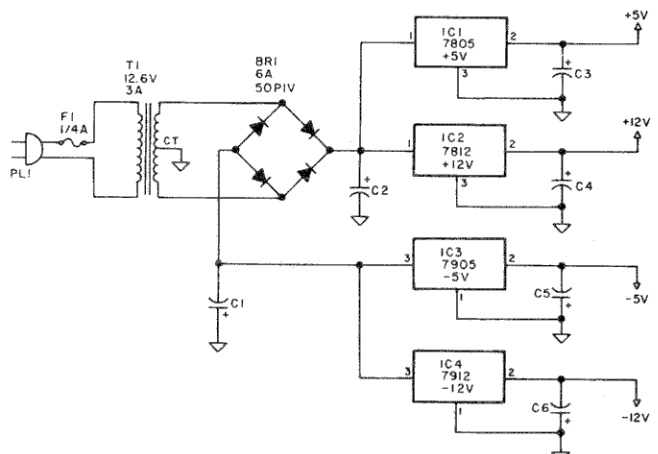 PL1
F1
1/4A
T1
12.6V
3A
CT
BR1
6A
50PIV
C1
+
C2
+
1
IC1
7805
+5V
2
3
C3
+
+5V
1
IC2
7812
+12V
2
3
C4
+
+12V
3
IC3
7905
-5V
2
1
C5
+
-5V
3
IC4
7912
-12V
2
1
C6
+
-12V